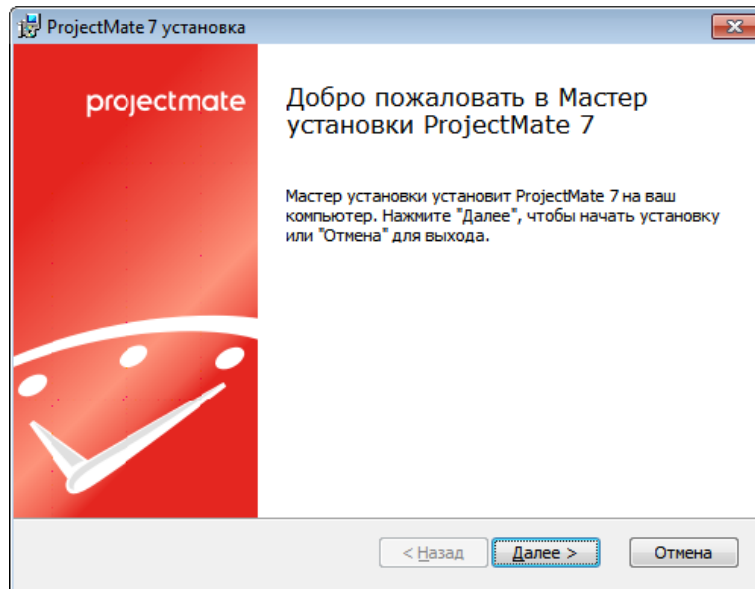 ProjectMate 7 установка
projectmate
Добро пожаловать в Мастер
установки ProjectMate 7
Мастер установки установит ProjectMate 7 на ваш
компьютер. Нажмите "Далее", чтобы начать установку
или "Отмена" для выхода.
< Назад Далее > Отмена